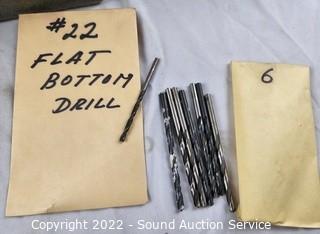 #22
FLAT
BOTTOM
DRILL
6
Copyright © 2022 - Sound Auction Service